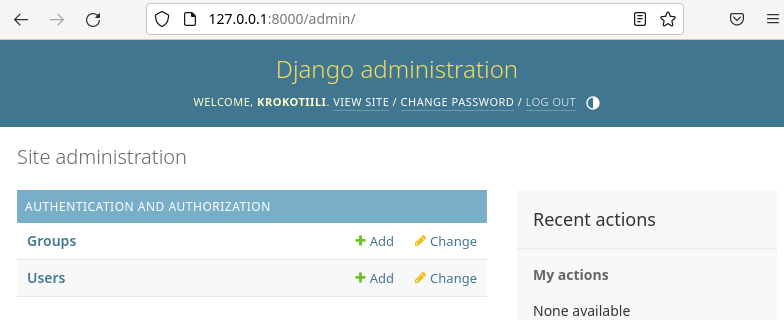 127.0.0.1:8000/admin/
Django administration
WELCOME, KROKOTIILI. VIEW SITE / CHANGE PASSWORD / LOG OUT
Site administration
AUTHENTICATION AND AUTHORIZATION
Groups Add Change
Users Add Change
Recent actions
My actions
None available